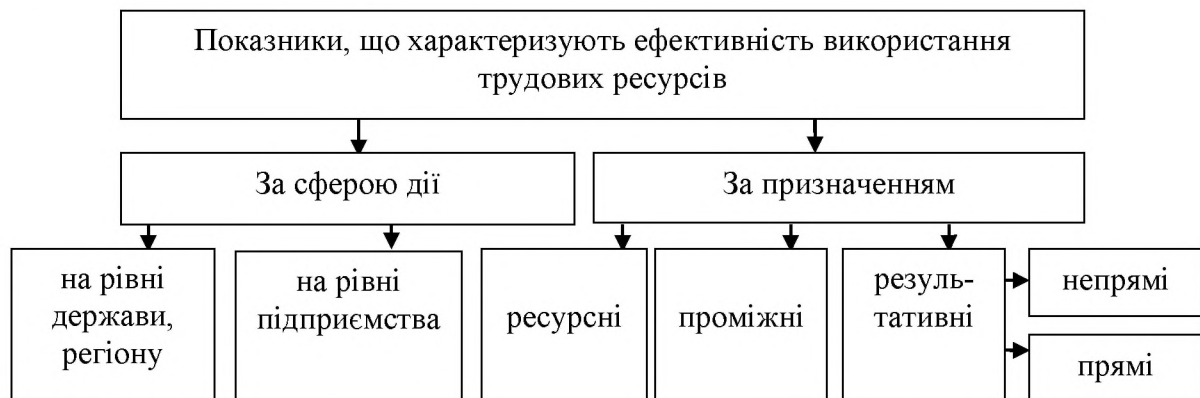 Показники, що характеризують ефективність використання
трудових ресурсів
За сферою дії
За призначенням
на рівні
держави,
регіону
на рівні
підприємства
ресурсні
проміжні
резуль-
тативні
непрямі
прямі